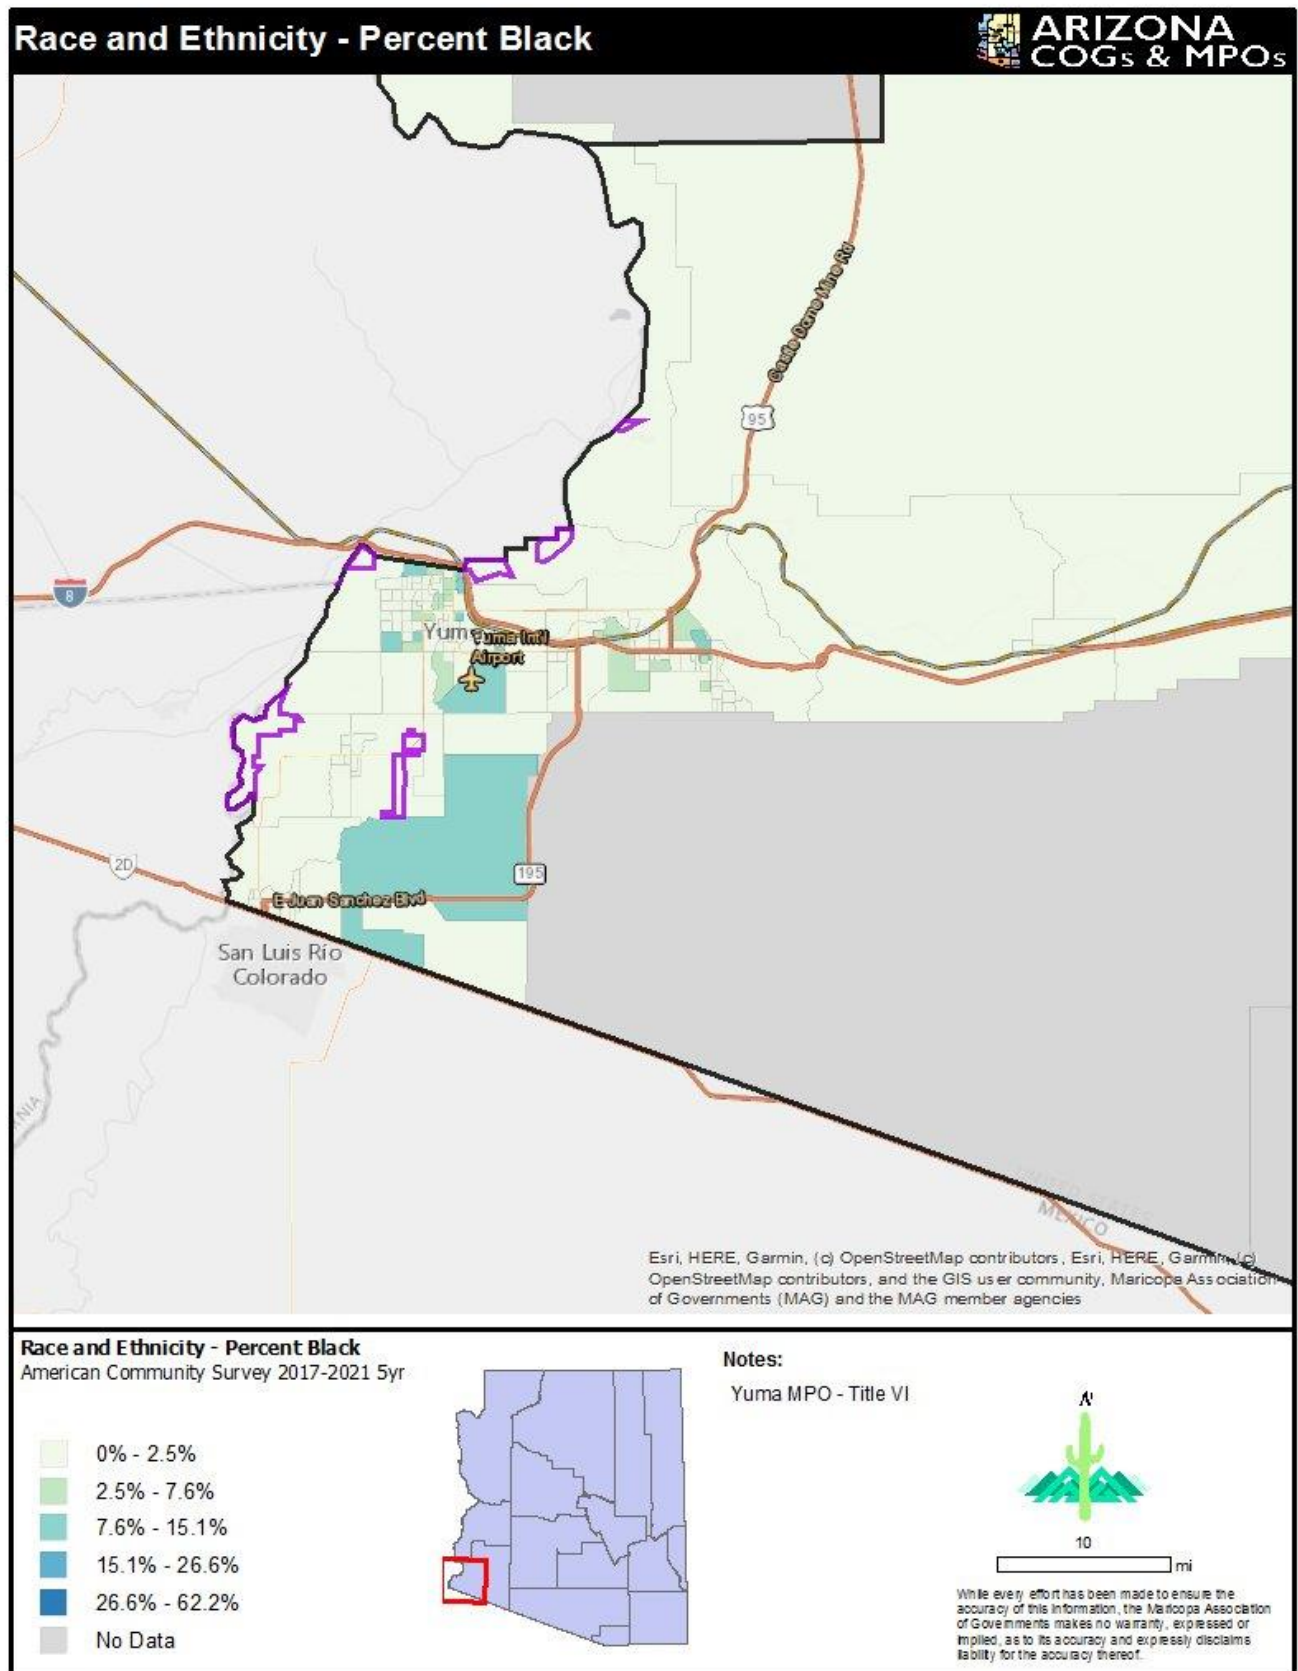 Race and Ethnicity - Percent Black
ARIZONA
COGs & MPOs
Castle Dome Mine Rd
95
8
Yuma
Yuma Int'l
Airport
2D
195
E Juan Sanchez Blvd
San Luis Río
Colorado
NIA
UNITED STATES
MEXICO
Esri, HERE, Garmin, (c) OpenStreetMap contributors, Esri, HERE, Garmin, (c)
OpenStreetMap contributors, and the GIS user community, Maricopa Association
of Governments (MAG) and the MAG member agencies
Race and Ethnicity - Percent Black
American Community Survey 2017-2021 5yr
0% - 2.5%
2.5% - 7.6%
7.6% - 15.1%
15.1% - 26.6%
26.6% - 62.2%
No Data
Notes:
Yuma MPO - Title VI
N
10
mi
While every effort has been made to ensure the
accuracy of this information, the Maricopa Association
of Governments makes no warranty, expressed or
implied, as to its accuracy and expressly disclaims
liability for the accuracy thereof.